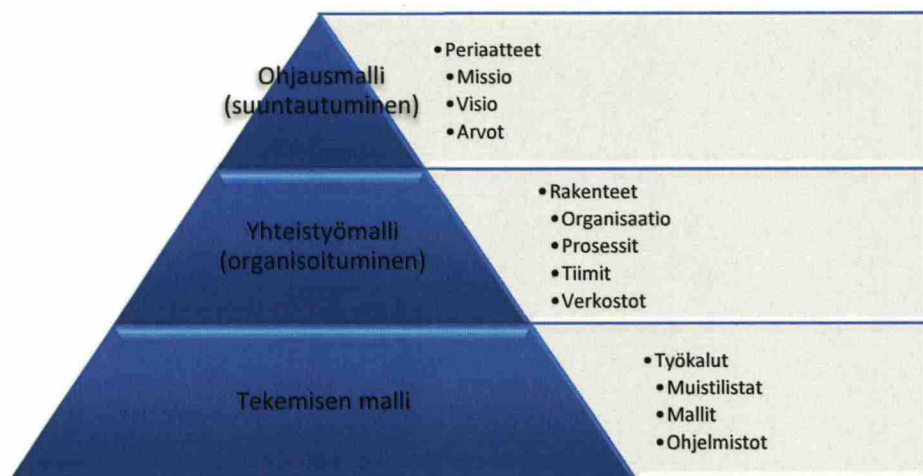 Ohjausmalli
(suuntautuminen)
• Periaatteet
• Missio
• Visio
• Arvot
Yhteistyömalli
(organisoituminen)
• Rakenteet
• Organisaatio
• Prosessit
• Tiimit
• Verkostot
Tekemisen malli
• Työkalut
• Muistilistat
• Mallit
• Ohjelmistot